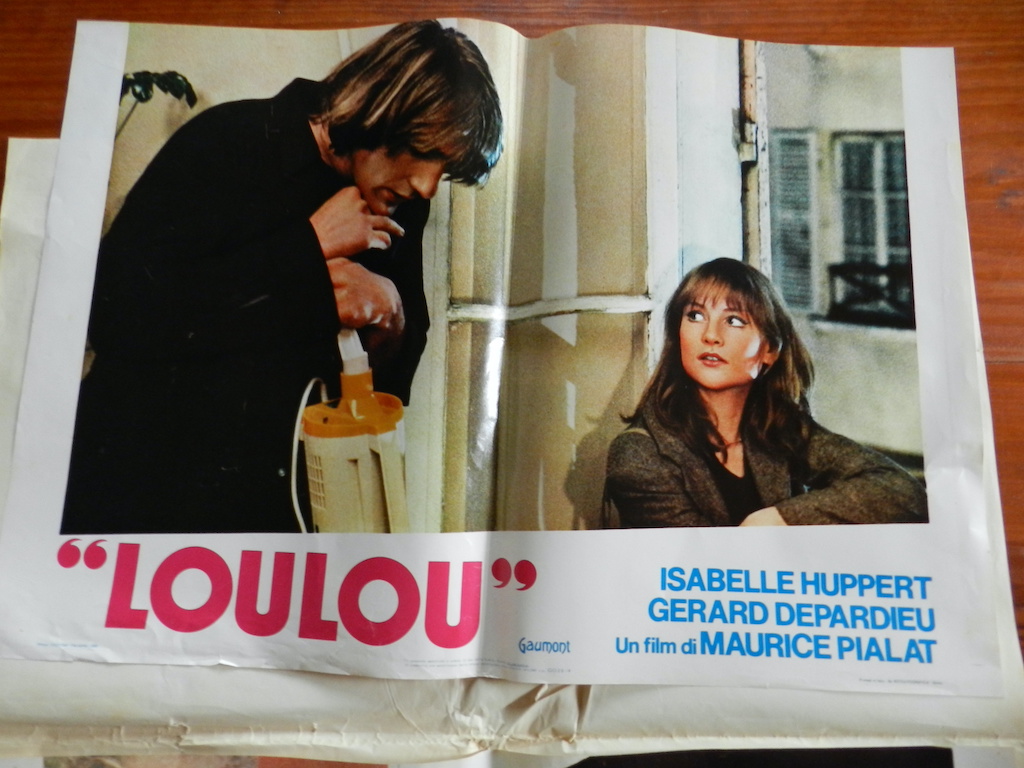 “LOULOU”
Gaumont
ISABELLE HUPPERT
GERARD DEPARDIEU
Un film di MAURICE PIALAT